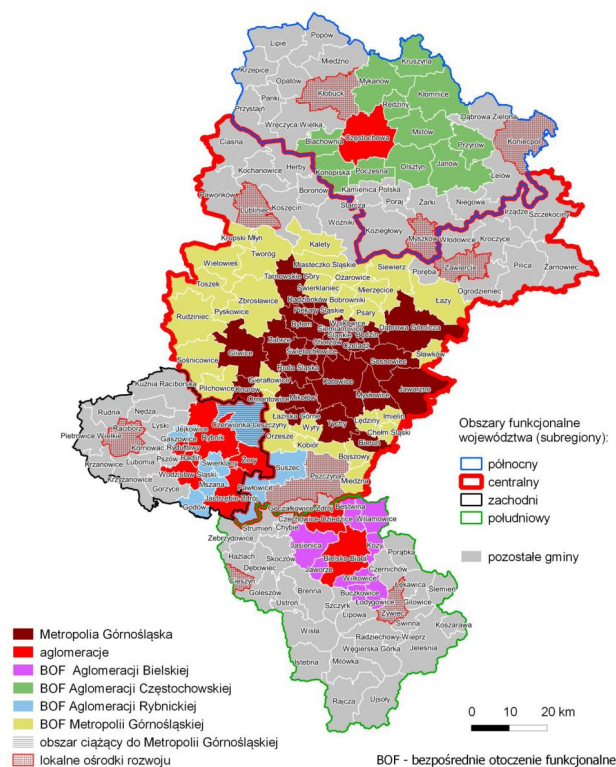 Popów
Lipie
Miedźno
Kruszyna
Krzepice
Mykanów
Opatów
Kłobuck
Kłomnice
Panki
Rędziny
Przystajń
Dąbrowa Zielona
Wręczyca Wielka
Częstochowa
Mstów
Koniecpol
Blachownia
Przyrów
Ciasna
Olsztyn
Janów
Herby
Konopiska
Poczesna
Lelów
Kochanowice
Kamienica Polska
Boronów
Starcza
Poraj
Żarki
Niegowa
Pawonków
Irządze
Lubliniec
Koszęcin
Szczekociny
Woźniki
Koziegłowy
Myszków
Włodowice
Kroczyce
Krupski Młyn
Kalety
Zawiercie
Pilica
Żarnowiec
Tworóg
Siewierz
Poręba
Wielowieś
Miasteczko Śląskie
Ożarowice
Ogrodzieniec
Toszek
Tarnowskie Góry
Mierzęcice
Świerklaniec
Zbrosławice
Radzionków
Bobrowniki
Łazy
Rudziniec
Pyskowice
Piekary Śląskie
Psary
Bytom
Wojkowice
Dąbrowa Górnicza
Siemianowice
Śląskie
Będzin
Zabrze
Chorzów
Czeladź
Gliwice
Świętochłowice
Sławków
Sośnicowice
Ruda Śląska
Sosnowiec
Gierałtowice
Katowice
Pilchowice
Knurów
Mysłowice
Jaworzno
Kuźnia Raciborska
Ornontowice
Mikołów
Rudnik
Nędza
Czerwionka-Leszczyny
Łaziska Górne
Tychy
Lędziny
Imielin
Lyski
Jejkowice
Orzesze
Wyry
Chełm Śląski
Racibórz
Gaszowice
Rybnik
Bieruń
Pietrowice Wielkie
Kornowac
Rydułtowy
Kobiór
Bojszowy
Krzanowice
Lubomia
Pszów
Radlin
Świerklany
Żory
Suszec
Wodzisław Śląski
Pszczyna
Krzyżanowice
Mszana
Pawłowice
Miedźna
Gorzyce
Jastrzębie-Zdrój
Godów
Goczałkowice-Zdrój
Bestwina
Strumień
Czechowice-Dziedzice
Wilamowice
Zebrzydowice
Chybie
Hażlach
Jasienica
Kozy
Porąbka
Dębowiec
Skoczów
Bielsko-Biała
Cieszyn
Jaworze
Czernichów
Goleszów
Wilkowice
Łękawica
Ślemień
Brenna
Buczkowice
Łodygowice
Gilowice
Ustroń
Szczyrk
Żywiec
Lipowa
Świnna
Koszarawa
Wisła
Radziechowy-Wieprz
Węgierska Górka
Jeleśnia
Istebna
Milówka
Rajcza
Ujsoły
Obszary funkcjonalne
województwa (subregiony):
północny
centralny
zachodni
południowy
pozostałe gminy
Metropolia Górnośląska
aglomeracje
BOF Aglomeracji Bielskiej
BOF Aglomeracji Częstochowskiej
BOF Aglomeracji Rybnickiej
BOF Metropolii Górnośląskiej
obszar ciążący do Metropolii Górnośląskiej
lokalne ośrodki rozwoju
0 10 20 km
BOF - bezpośrednie otoczenie funkcjonalne